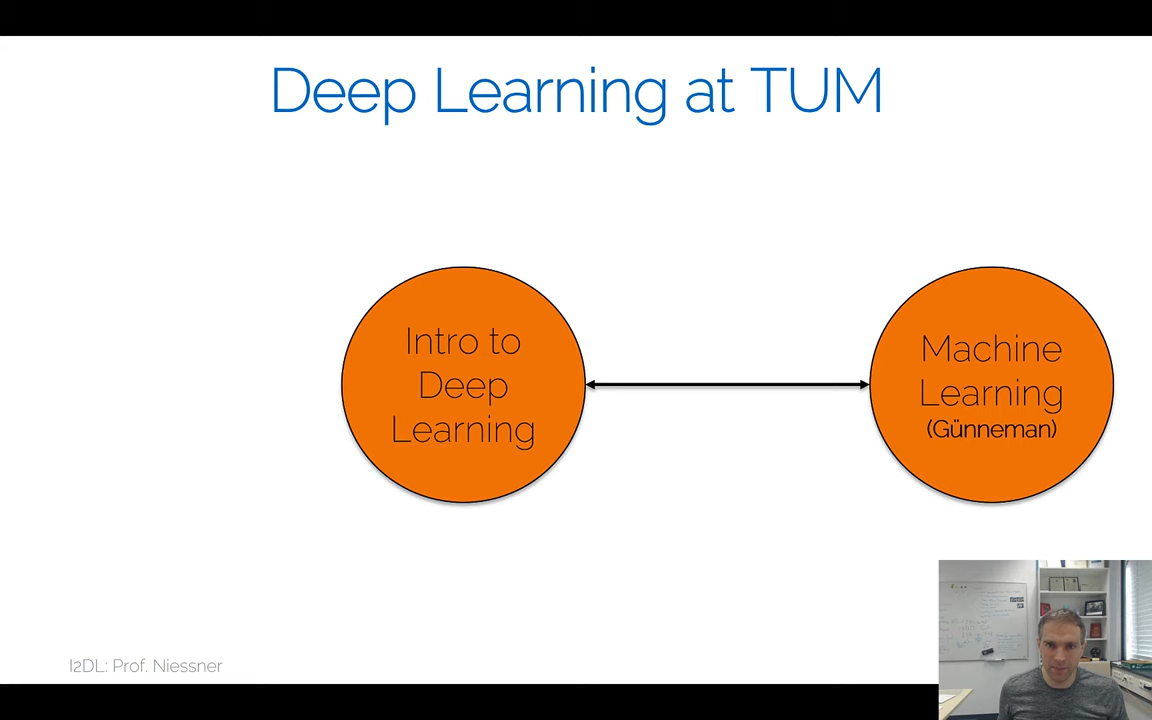 Deep Learning at TUM
Intro to
Deep
Learning
Machine
Learning
(Günneman)
I2DL: Prof. Niessner